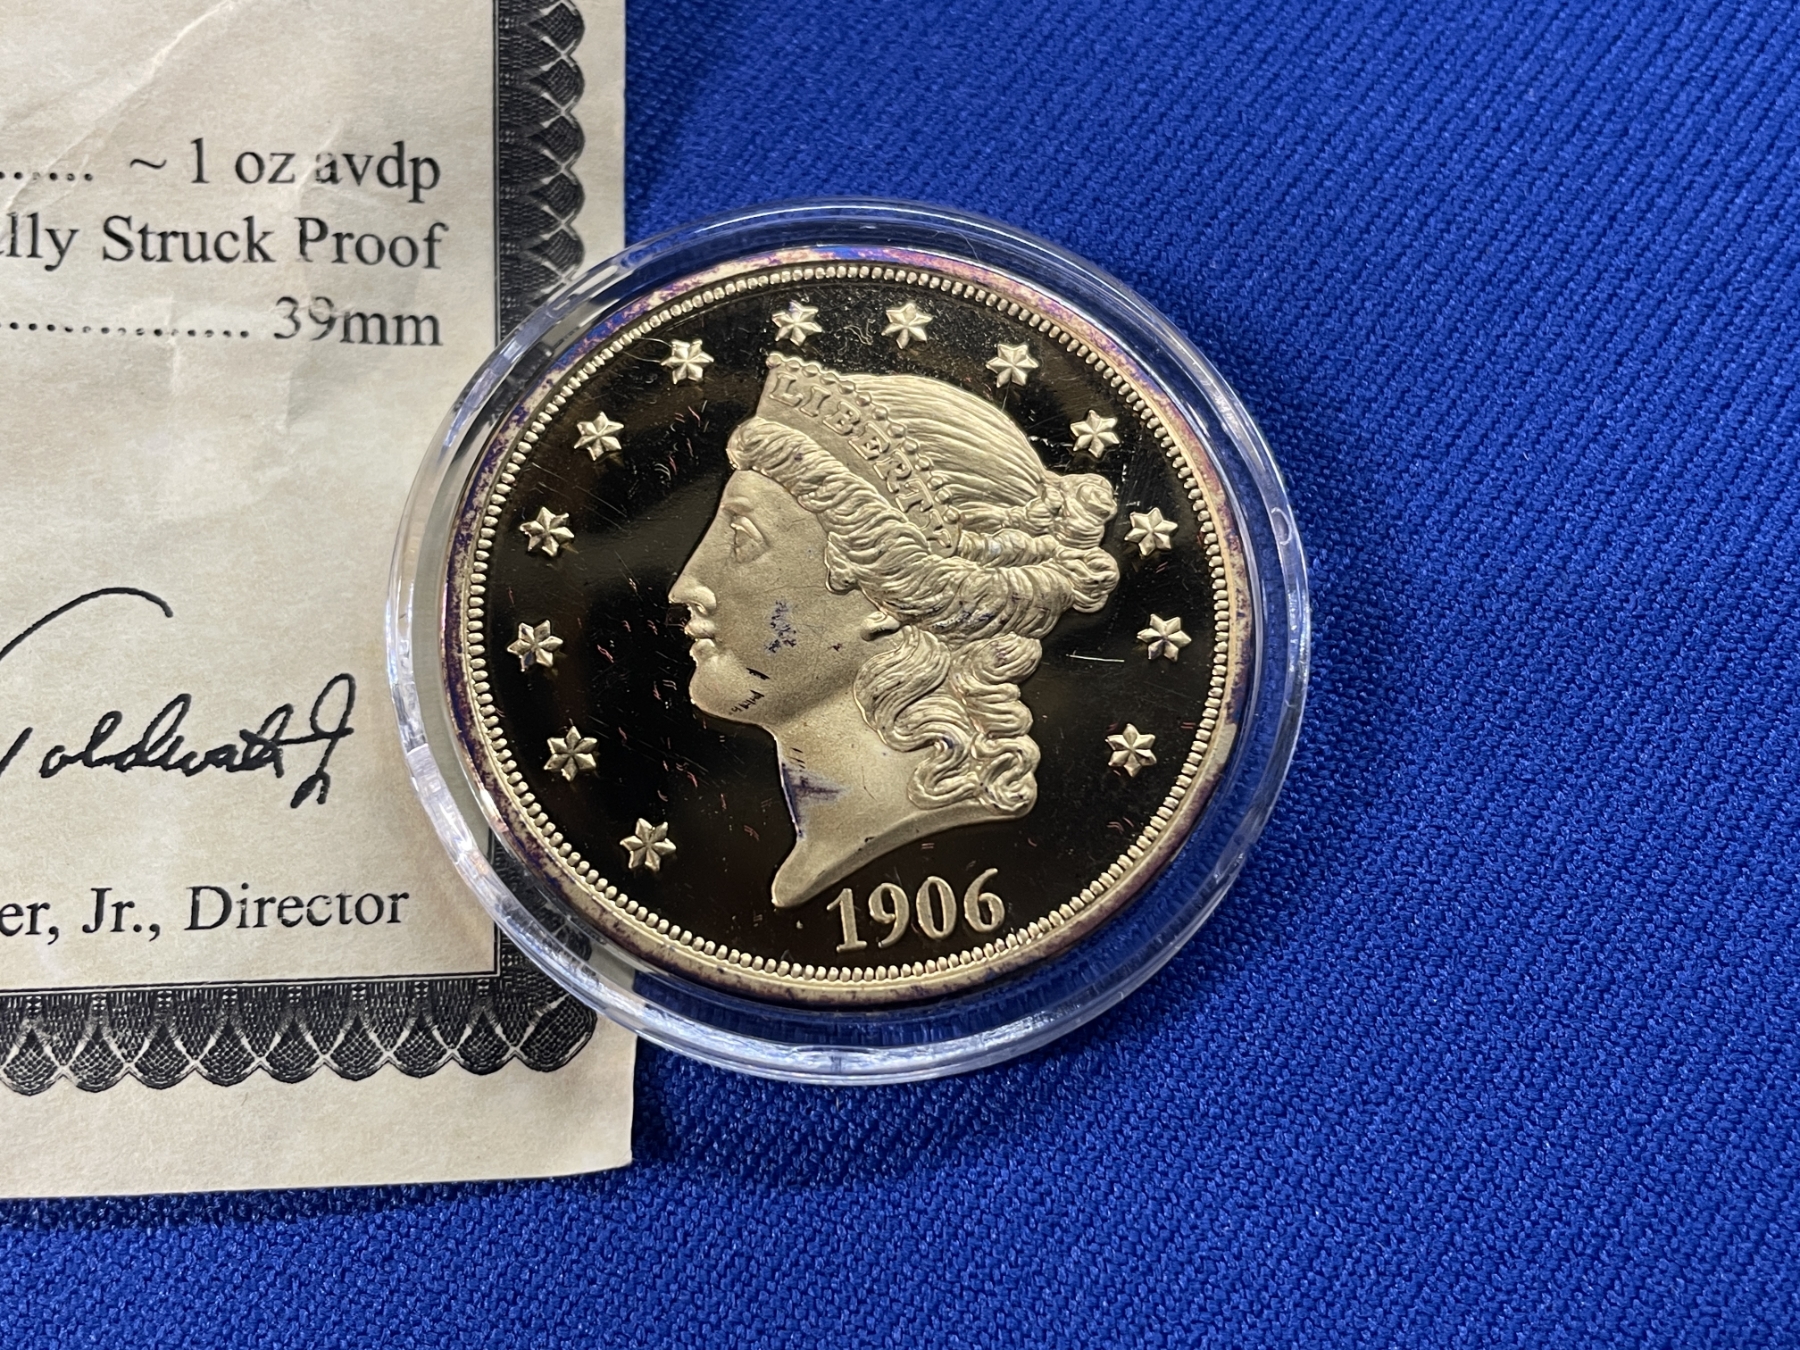 ~ 1 oz avdp
lly Struck Proof
39mm
er, Jr., Director
LIBERTY
1906